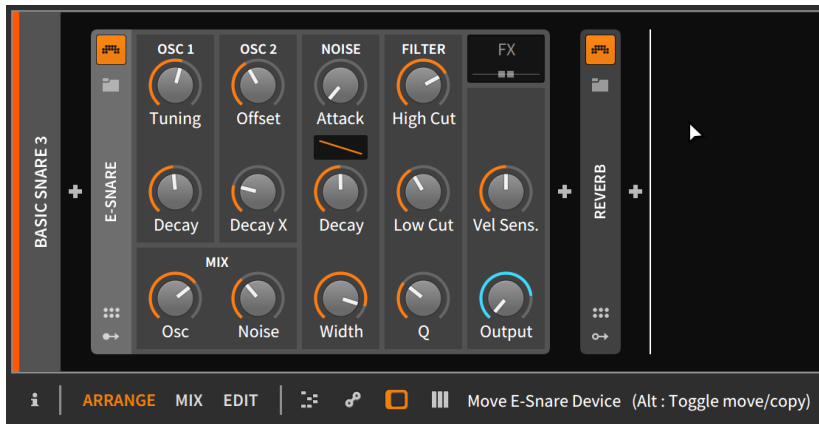 BASIC SNARE 3
E-SNARE
OSC 1
OSC 2
NOISE
FILTER
FX
Tuning
Offset
Attack
High Cut
Decay
Decay X
Decay
Low Cut
Vel Sens.
MIX
Osc
Noise
Width
Q
Output
REVERB
i ARRANGE MIX EDIT Move E-Snare Device (Alt : Toggle move/copy)